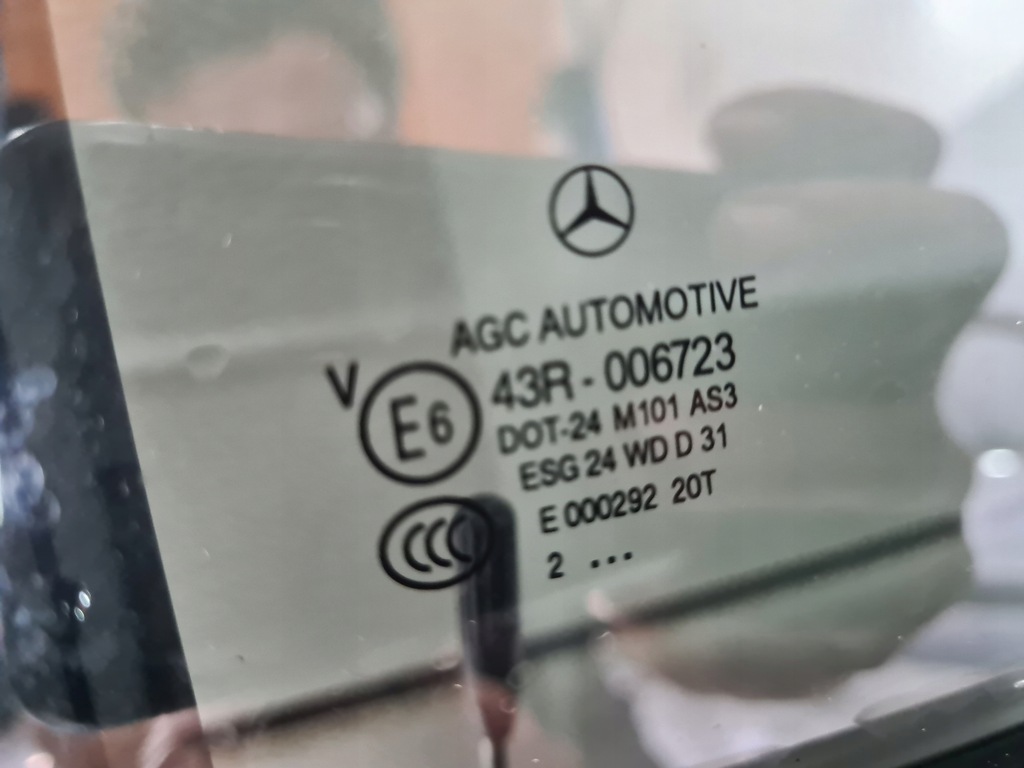 AGC AUTOMOTIVE
V
E6
43R - 006723
DOT-24 M101 AS3
ESG 24 WD D 31
CCC
E 000292 20T
2 ...